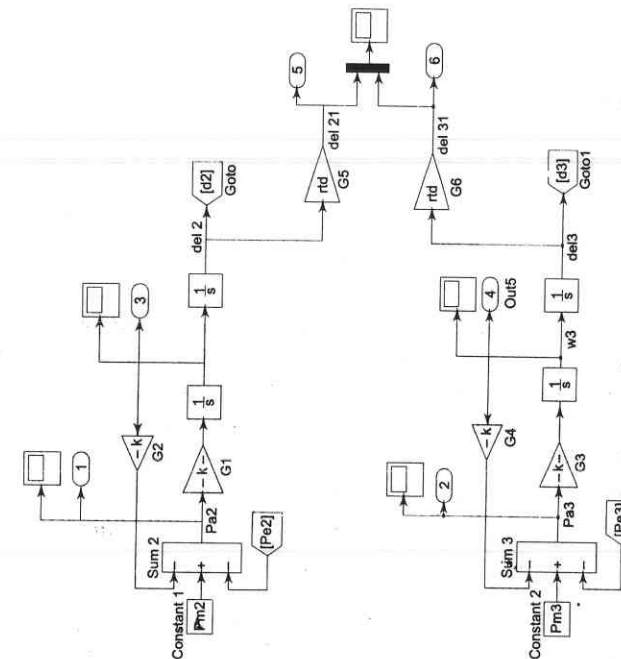 Constant 1
Pm2
Sum 2
−
+
−
[Pe2]
Pa2
1
−k−
G1
−k
G2
1
s
3
1
s
del 2
[d2]
Goto
rtd
G5
del 21
5
Constant 2
Pm3
Sum 3
−
+
−
[Pe3]
Pa3
2
−k−
G3
−k
G4
1
s
w3
4
Out5
1
s
del3
[d3]
Goto1
rtd
G6
del 31
6